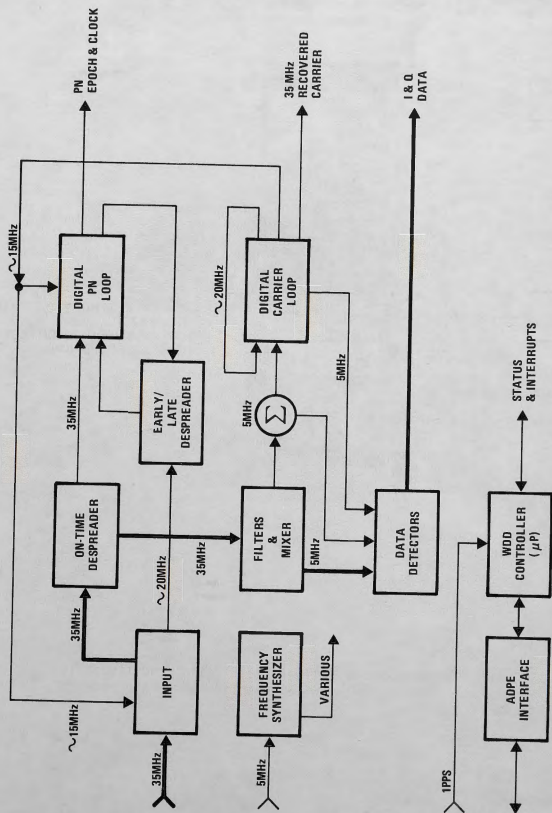 ~15MHz
~15MHz
35MHz
35MHz
INPUT
35MHz
ON-TIME
DESPREADER
35MHz
DIGITAL
PN
LOOP
PN
EPOCH & CLOCK
~20MHz
EARLY/
LATE
DESPREADER
35MHz
~20MHz
5MHz
FREQUENCY
SYNTHESIZER
VARIOUS
FILTERS
&
MIXER
5MHz
Σ
DIGITAL
CARRIER
LOOP
35 MHz
RECOVERED
CARRIER
5MHz
5MHz
DATA
DETECTORS
I & Q
DATA
1PPS
ADPE
INTERFACE
WDD
CONTROLLER
(μP)
STATUS
& INTERRUPTS